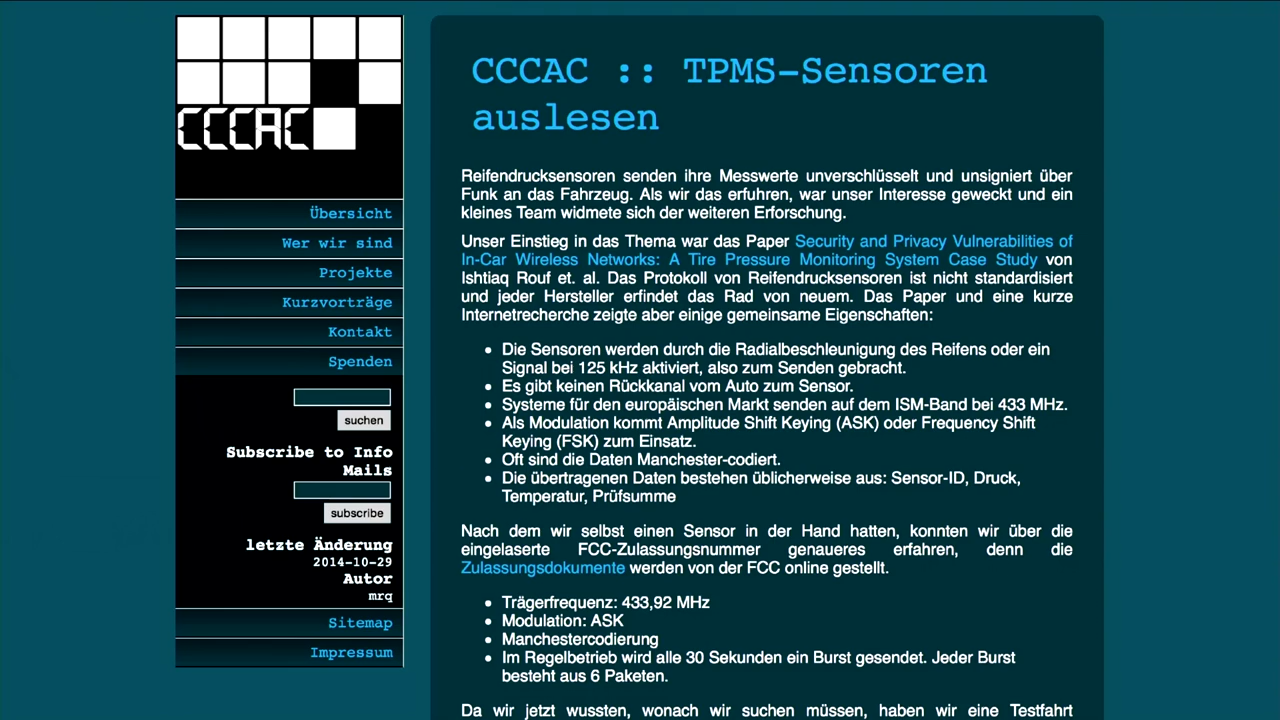 CCCAC
Übersicht
Wer wir sind
Projekte
Kurzvorträge
Kontakt
Spenden
suchen
Subscribe to Info
Mails
subscribe
letzte Änderung
2014-10-29
Autor
mrq
Sitemap
Impressum
CCCAC :: TPMS-Sensoren
auslesen
Reifendrucksensoren senden ihre Messwerte unverschlüsselt und unsigniert über
Funk an das Fahrzeug. Als wir das erfuhren, war unser Interesse geweckt und ein
kleines Team widmete sich der weiteren Erforschung.
Unser Einstieg in das Thema war das Paper Security and Privacy Vulnerabilities of
In-Car Wireless Networks: A Tire Pressure Monitoring System Case Study von
Ishtiaq Rouf et. al. Das Protokoll von Reifendrucksensoren ist nicht standardisiert
und jeder Hersteller erfindet das Rad von neuem. Das Paper und eine kurze
Internetrecherche zeigte aber einige gemeinsame Eigenschaften:
• Die Sensoren werden durch die Radialbeschleunigung des Reifens oder ein
Signal bei 125 kHz aktiviert, also zum Senden gebracht.
• Es gibt keinen Rückkanal vom Auto zum Sensor.
• Systeme für den europäischen Markt senden auf dem ISM-Band bei 433 MHz.
• Als Modulation kommt Amplitude Shift Keying (ASK) oder Frequency Shift
Keying (FSK) zum Einsatz.
• Oft sind die Daten Manchester-codiert.
• Die übertragenen Daten bestehen üblicherweise aus: Sensor-ID, Druck,
Temperatur, Prüfsumme
Nach dem wir selbst einen Sensor in der Hand hatten, konnten wir über die
eingelaserte FCC-Zulassungsnummer genaueres erfahren, denn die
Zulassungsdokumente werden von der FCC online gestellt.
• Trägerfrequenz: 433,92 MHz
• Modulation: ASK
• Manchestercodierung
• Im Regelbetrieb wird alle 30 Sekunden ein Burst gesendet. Jeder Burst
besteht aus 6 Paketen.
Da wir jetzt wussten, wonach wir suchen müssen, haben wir eine Testfahrt